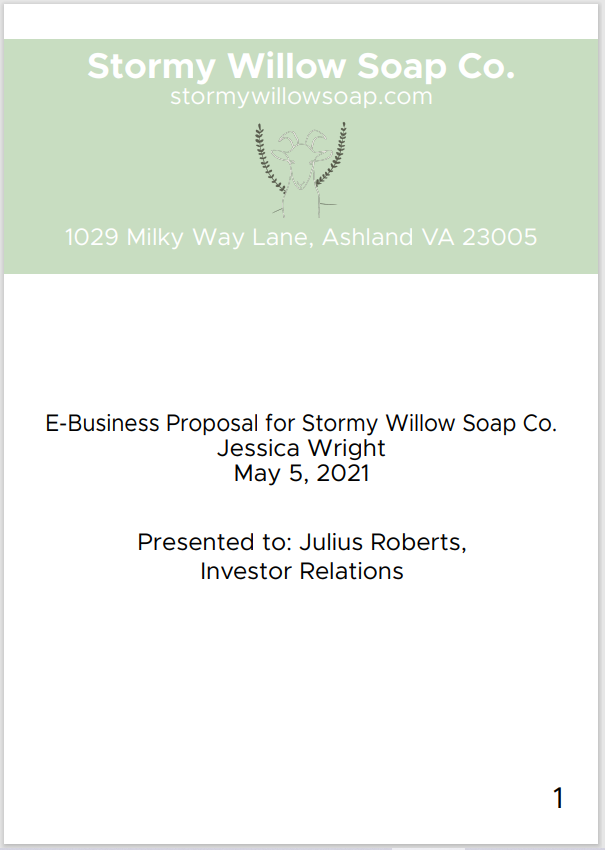 Stormy Willow Soap Co.
stormywillowsoap.com
1029 Milky Way Lane, Ashland VA 23005
E-Business Proposal for Stormy Willow Soap Co.
Jessica Wright
May 5, 2021
Presented to: Julius Roberts,
Investor Relations
1